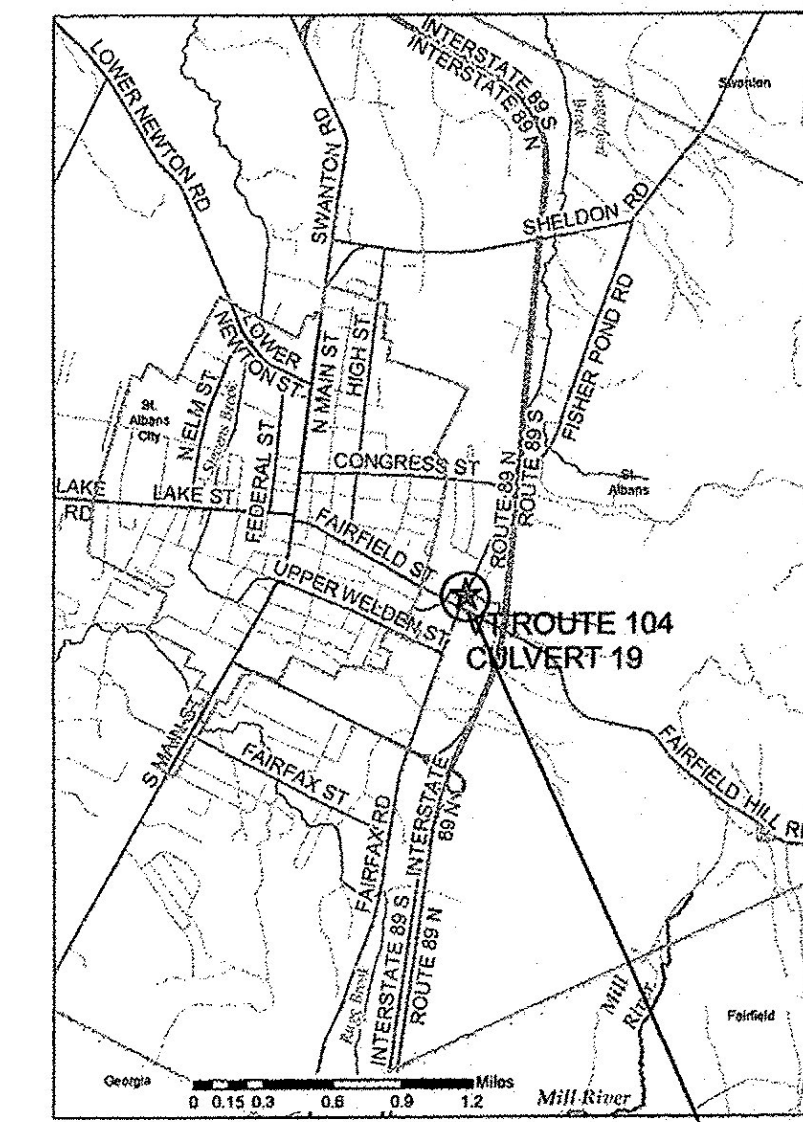 LOWER NEWTON RD
INTERSTATE 89 S
INTERSTATE 89 N
Swanton
SWANTON RD
SHELDON RD
LOWER
NEWTON ST
N MAIN ST
HIGH ST
FISHER POND RD
St.
Albans
City
N ELM ST
Stevens Brook
FEDERAL ST
CONGRESS ST
ROUTE 89 N
ROUTE 89 S
St.
Albans
LAKE
RD
LAKE ST
FAIRFIELD ST
UPPER WELDEN ST
VT ROUTE 104
CULVERT 19
S MAIN ST
FAIRFAX ST
FAIRFAX RD
INTERSTATE
89 N
FAIRFIELD HILL RD
INTERSTATE 89 S
ROUTE 89 N
Rugg Brook
Mill
River
Fairfield
Georgia
Miles
0 0.15 0.3 0.6 0.9 1.2
Mill River